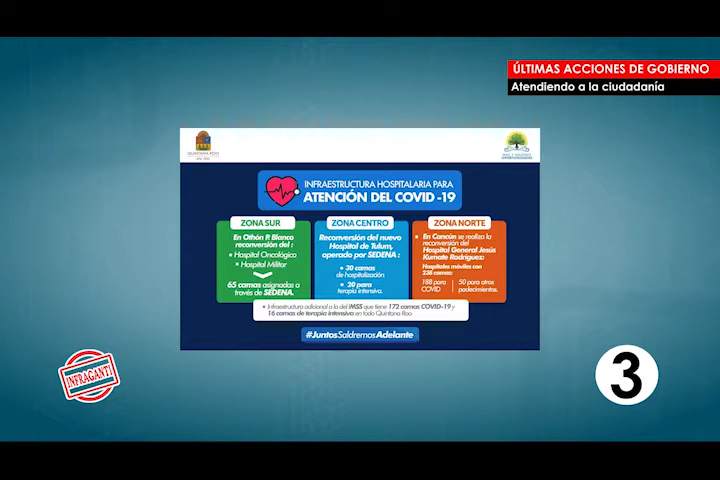 ÚLTIMAS ACCIONES DE GOBIERNO
Atendiendo a la ciudadanía
QUINTANA ROO
INFRAESTRUCTURA HOSPITALARIA PARA
ATENCIÓN DEL COVID -19
ZONA SUR
En Othón P. Blanco
reconversión del :
• Hospital Oncológico
• Hospital Militar
65 camas asignadas a
través de SEDENA.
ZONA CENTRO
Reconversión del nuevo
Hospital de Tulum,
operado por SEDENA :
• 30 camas
de hospitalización
• 20 para
terapia intensiva.
ZONA NORTE
• En Cancún se realiza la
reconversión del
Hospital General Jesús
Kumate Rodríguez:
Hospitales móviles con
238 camas:
188 para
COVID
50 para otros
padecimientos.
• Infraestructura adicional a la del IMSS que tiene 172 camas COVID-19 y
16 camas de terapia intensiva en todo Quintana Roo.
#JuntosSaldremosAdelante
INFRAGANTI
3